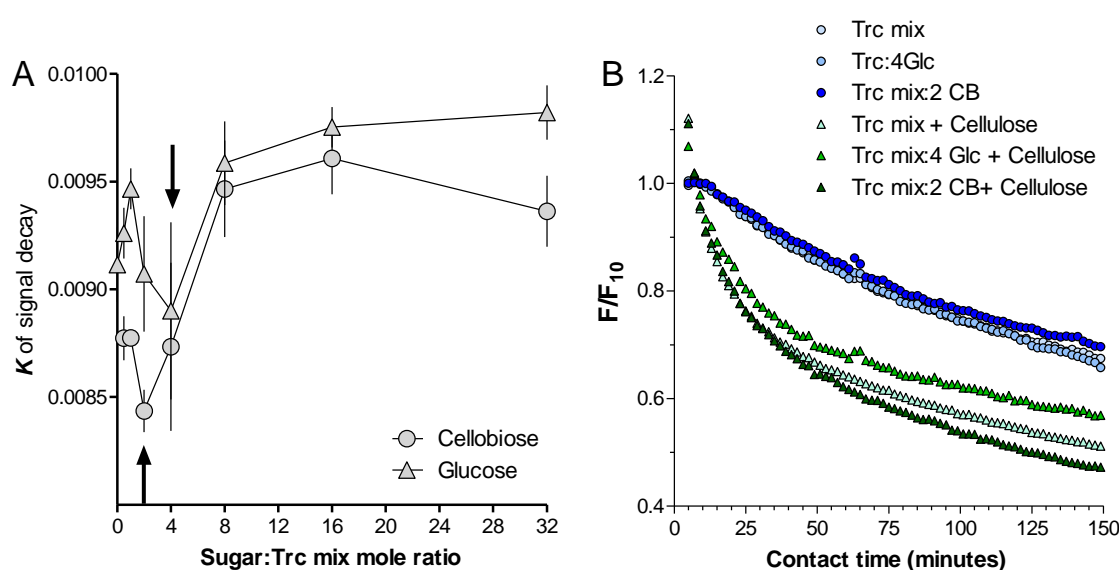 A
0.0100
0.0095
0.0090
0.0085
K of signal decay
0 4 8 12 16 20 24 28 32
Sugar:Trc mix mole ratio
Cellobiose
Glucose
B
Trc mix
Trc:4Glc
Trc mix:2 CB
Trc mix + Cellulose
Trc mix:4 Glc + Cellulose
Trc mix:2 CB+ Cellulose
1.2
1.0
0.8
0.6
0.4
F/F10
0 25 50 75 100 125 150
Contact time (minutes)